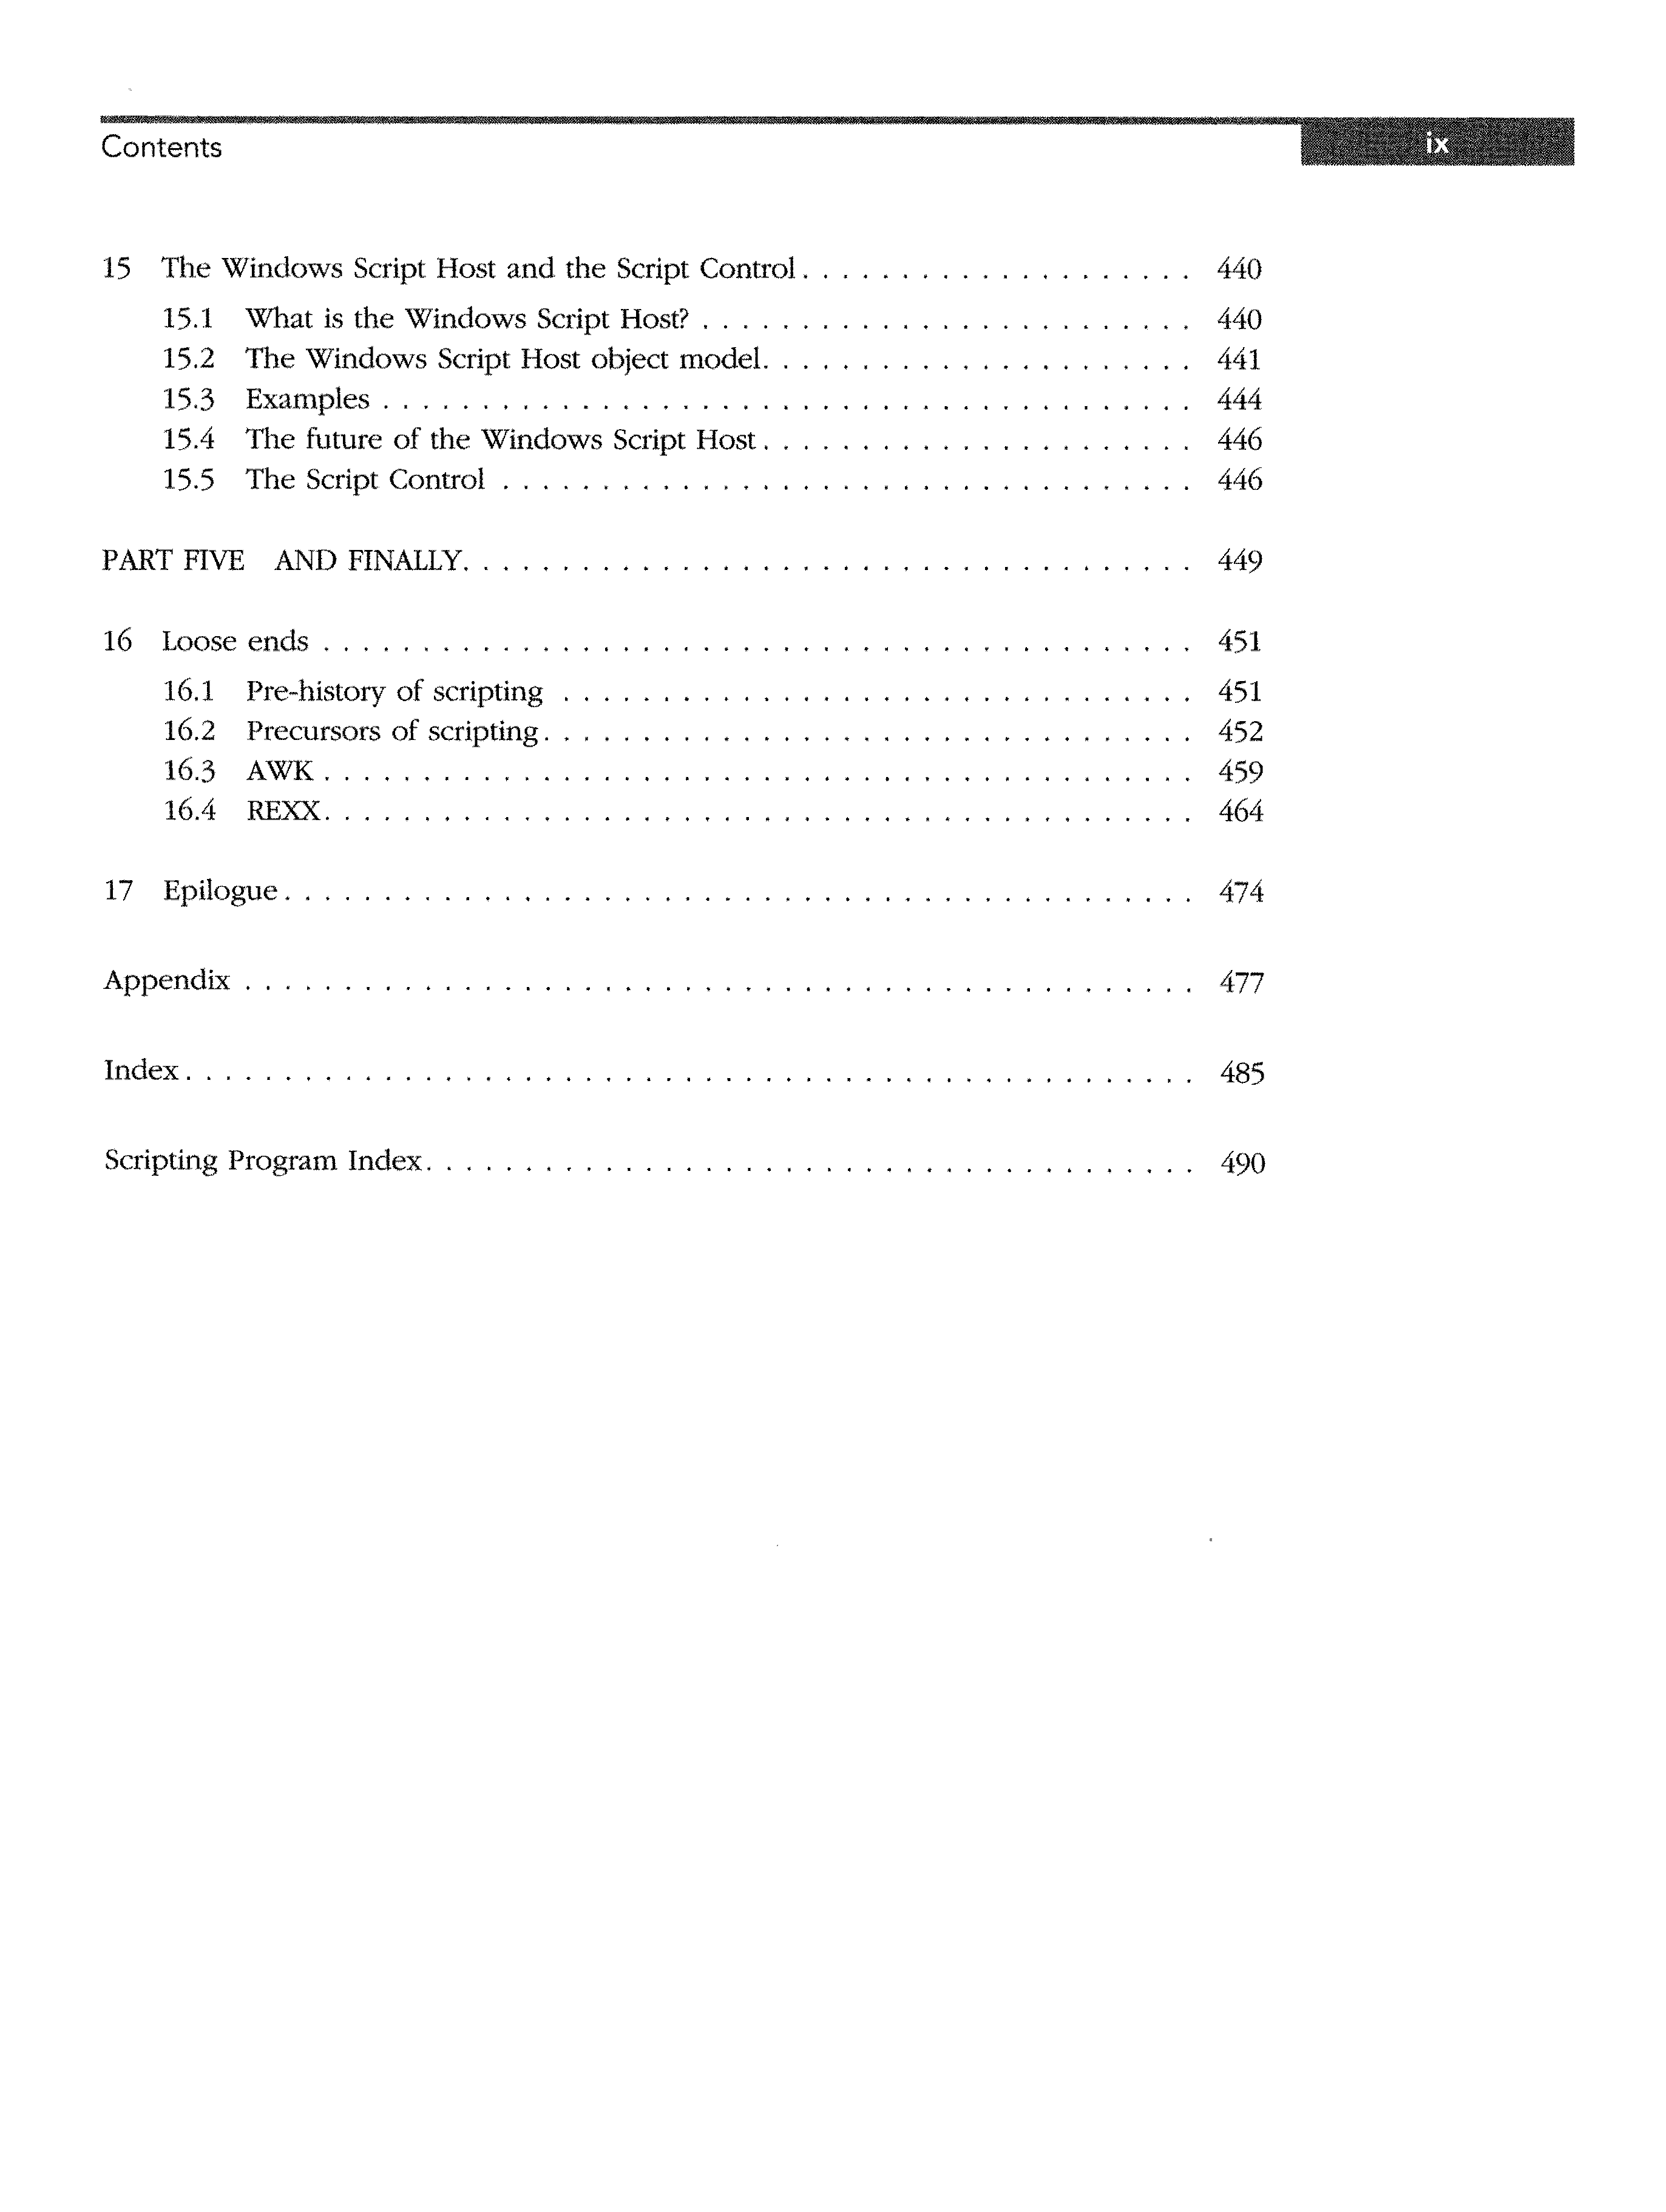 Contents ix
15 The Windows Script Host and the Script Control. . . . . . . . . . . . . . . . . . . . 440
15.1 What is the Windows Script Host? . . . . . . . . . . . . . . . . . . . . . . . . . 440
15.2 The Windows Script Host object model. . . . . . . . . . . . . . . . . . . . . . 441
15.3 Examples . . . . . . . . . . . . . . . . . . . . . . . . . . . . . . . . . . . . . . . . . 444
15.4 The future of the Windows Script Host. . . . . . . . . . . . . . . . . . . . . . 446
15.5 The Script Control . . . . . . . . . . . . . . . . . . . . . . . . . . . . . . . . . . . 446
PART FIVE AND FINALLY. . . . . . . . . . . . . . . . . . . . . . . . . . . . . . . . . . . . . 449
16 Loose ends . . . . . . . . . . . . . . . . . . . . . . . . . . . . . . . . . . . . . . . . . . . . 451
16.1 Pre-history of scripting . . . . . . . . . . . . . . . . . . . . . . . . . . . . . . . . 451
16.2 Precursors of scripting. . . . . . . . . . . . . . . . . . . . . . . . . . . . . . . . . 452
16.3 AWK . . . . . . . . . . . . . . . . . . . . . . . . . . . . . . . . . . . . . . . . . . . . 459
16.4 REXX. . . . . . . . . . . . . . . . . . . . . . . . . . . . . . . . . . . . . . . . . . . . 464
17 Epilogue. . . . . . . . . . . . . . . . . . . . . . . . . . . . . . . . . . . . . . . . . . . . . . 474
Appendix . . . . . . . . . . . . . . . . . . . . . . . . . . . . . . . . . . . . . . . . . . . . . . . . 477
Index. . . . . . . . . . . . . . . . . . . . . . . . . . . . . . . . . . . . . . . . . . . . . . . . . . . 485
Scripting Program Index. . . . . . . . . . . . . . . . . . . . . . . . . . . . . . . . . . . . . . . 490